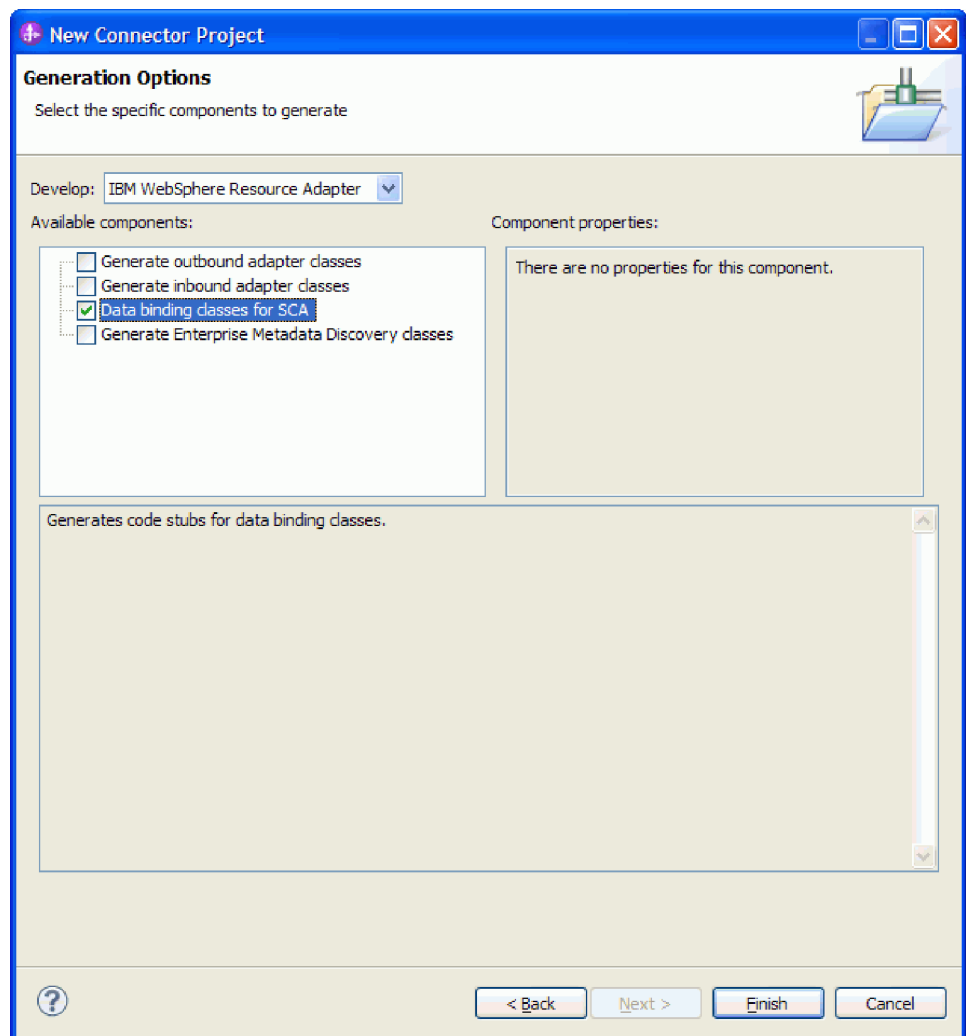 New Connector Project
Generation Options
Select the specific components to generate
Develop: IBM WebSphere Resource Adapter
Available components:
Component properties:
Generate outbound adapter classes
Generate inbound adapter classes
Data binding classes for SCA
Generate Enterprise Metadata Discovery classes
There are no properties for this component.
Generates code stubs for data binding classes.
?
< Back
Next >
Finish
Cancel